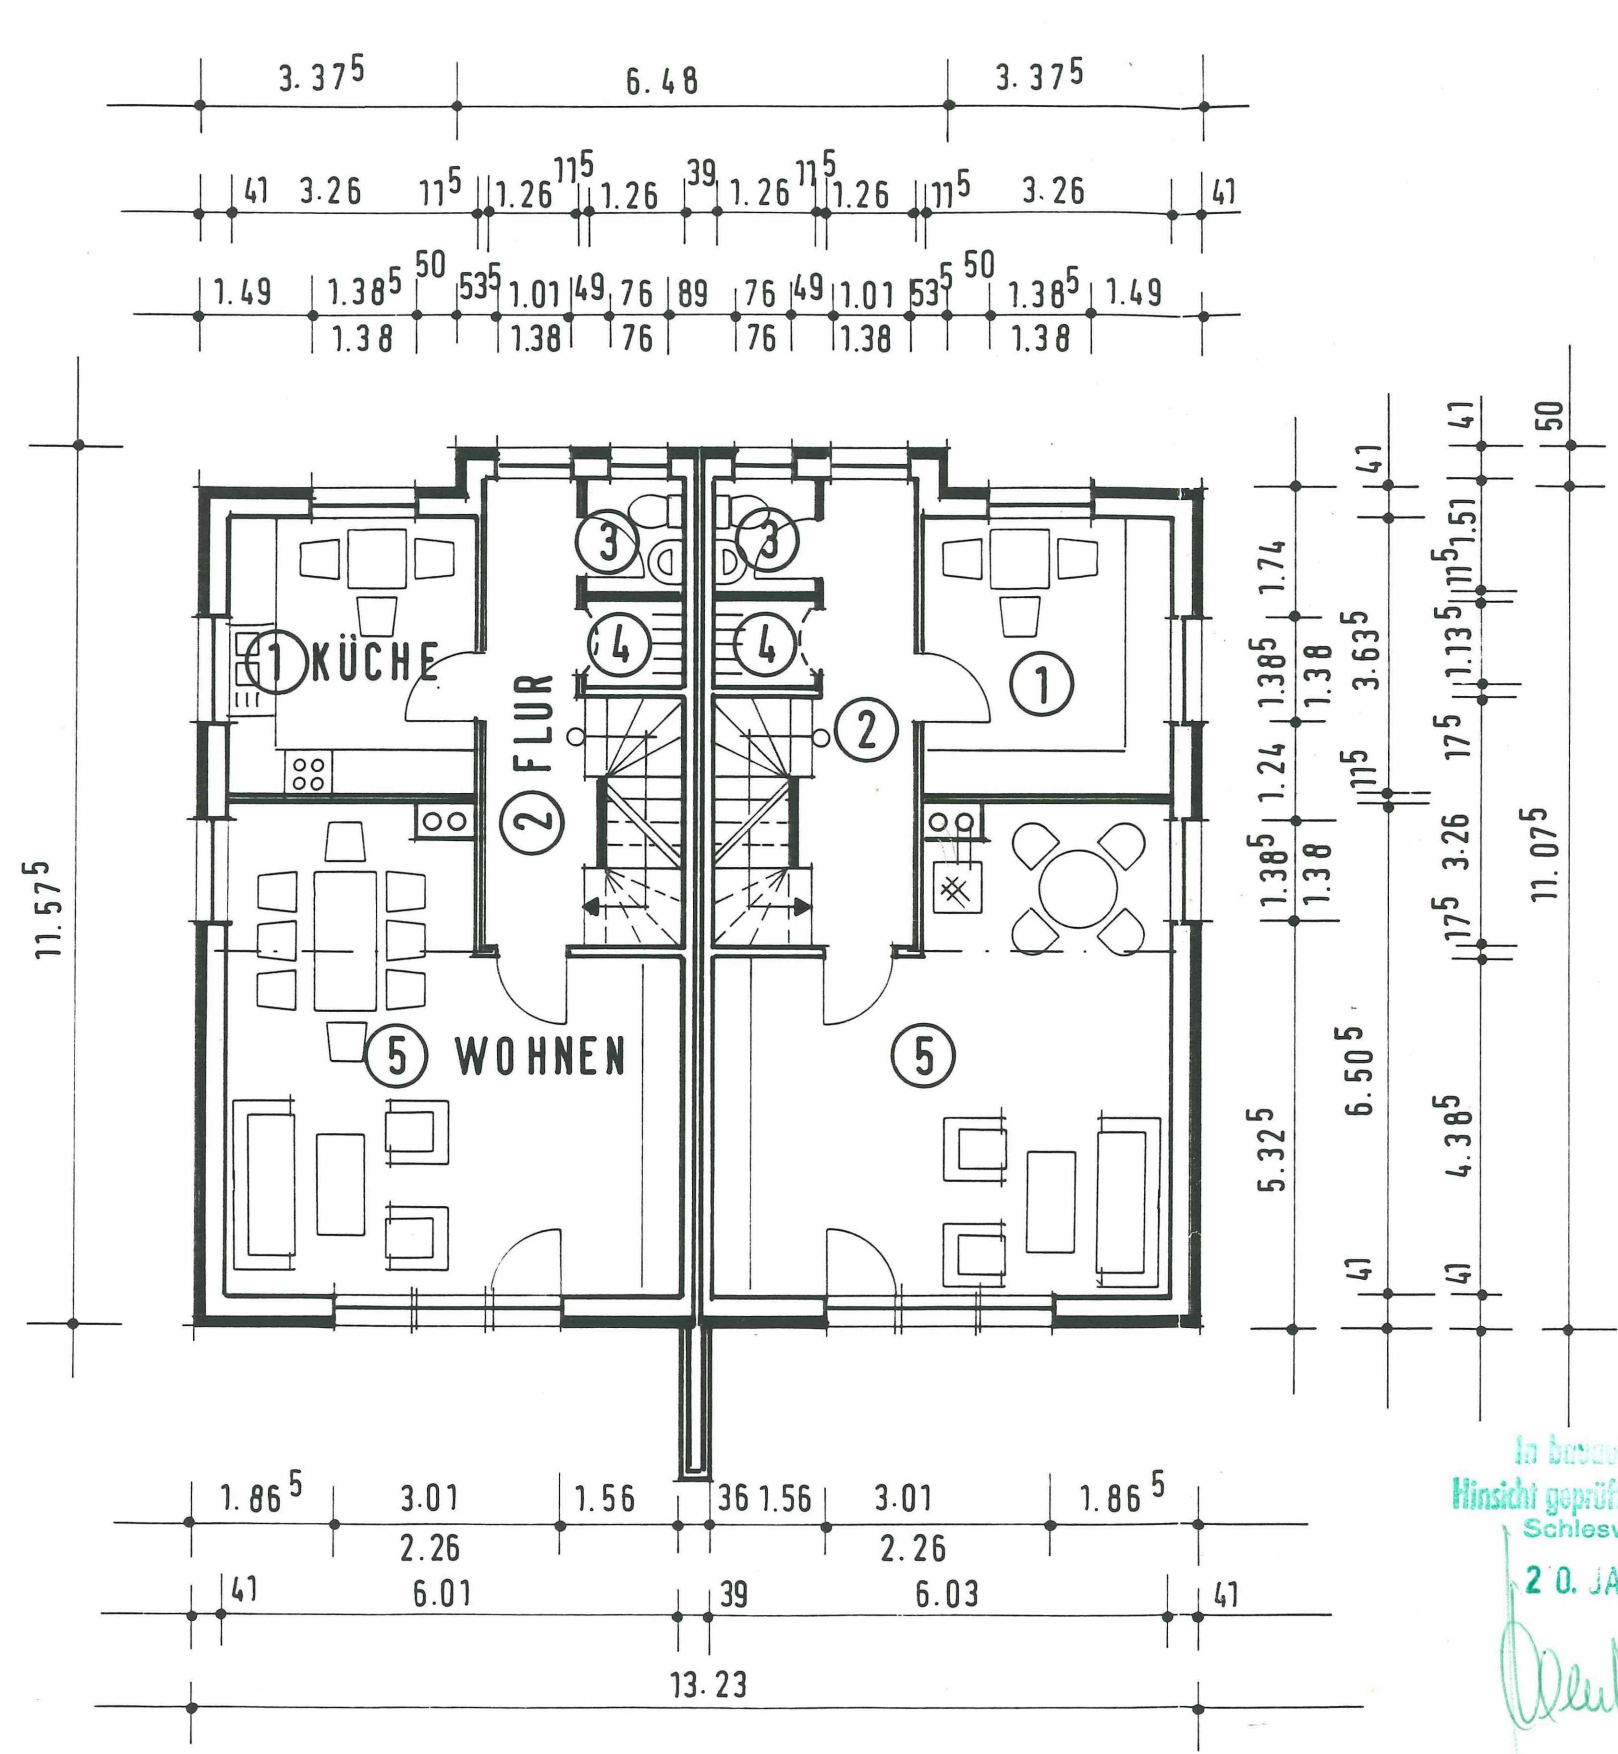 3.37⁵ 6.48 3.37⁵
41 3.26 11⁵ 1.26 11⁵ 1.26 39 1.26 11⁵ 1.26 11⁵ 3.26 41
1.49 1.38⁵ 50 53⁵ 1.01 49 76 89 76 49 1.01 53⁵ 50 1.38⁵ 1.49
1.38 1.38 76 76 1.38 1.38
11.57⁵
3 3
1 KÜCHE 4 4 1
2 FLUR 2
5 WOHNEN 5
1.74 1.38⁵ 1.24 1.38⁵ 5.32⁵
1.38 1.38
41 3.63⁵ 11⁵ 6.50⁵ 41
41 1.51 11⁵ 1.13⁵ 17⁵ 3.26 17⁵ 4.38⁵ 41
50 11.07⁵
1.86⁵ 3.01 1.56 36 1.56 3.01 1.86⁵
2.26 2.26
41 6.01 39 6.03 41
13.23
In
Hinsicht geprüf
Schlesw
20. JA